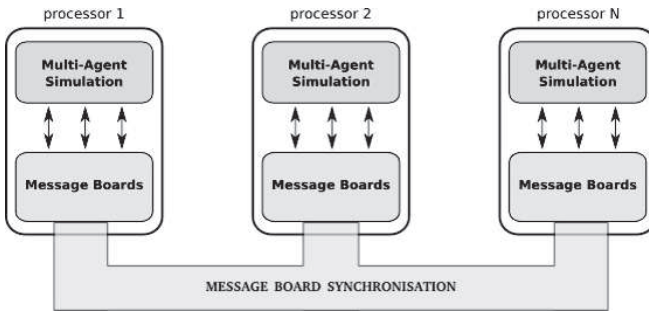 processor 1
processor 2
processor N
Multi-Agent
Simulation
Multi-Agent
Simulation
Multi-Agent
Simulation
Message Boards
Message Boards
Message Boards
MESSAGE BOARD SYNCHRONISATION